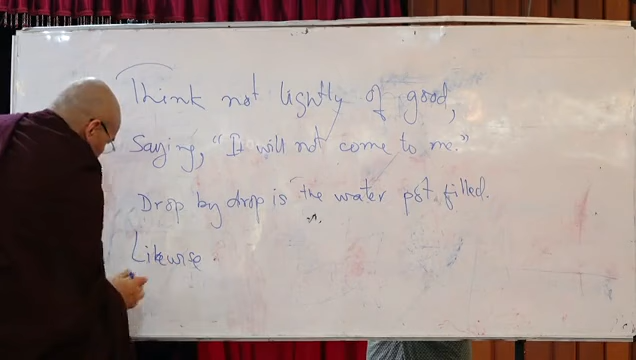 Think not lightly of good,
Saying, "It will not come to me."
Drop by drop is the water pot filled.
Likewise.